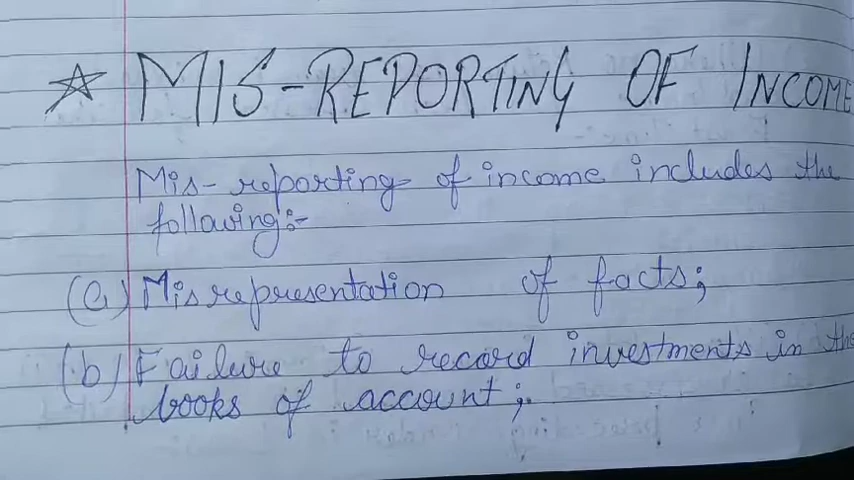 ☆ MIS-REPORTING OF INCOME
Mis-reporting of income includes the
following:-
(a) Misrepresentation of facts;
(b) Failure to record investments in the
books of account;